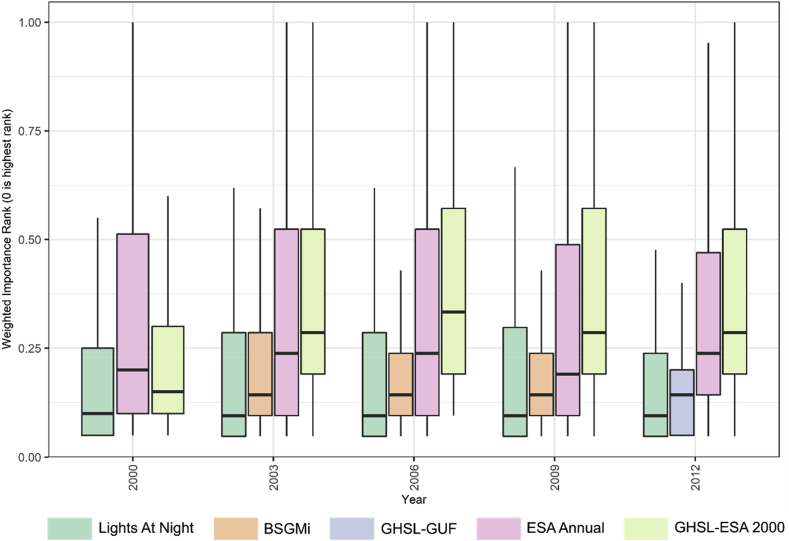 Weighted Importance Rank (0 is highest rank)
1.00
0.75
0.50
0.25
0.00
2000
2003
2006
2009
2012
Year
Lights At Night
BSGMi
GHSL-GUF
ESA Annual
GHSL-ESA 2000